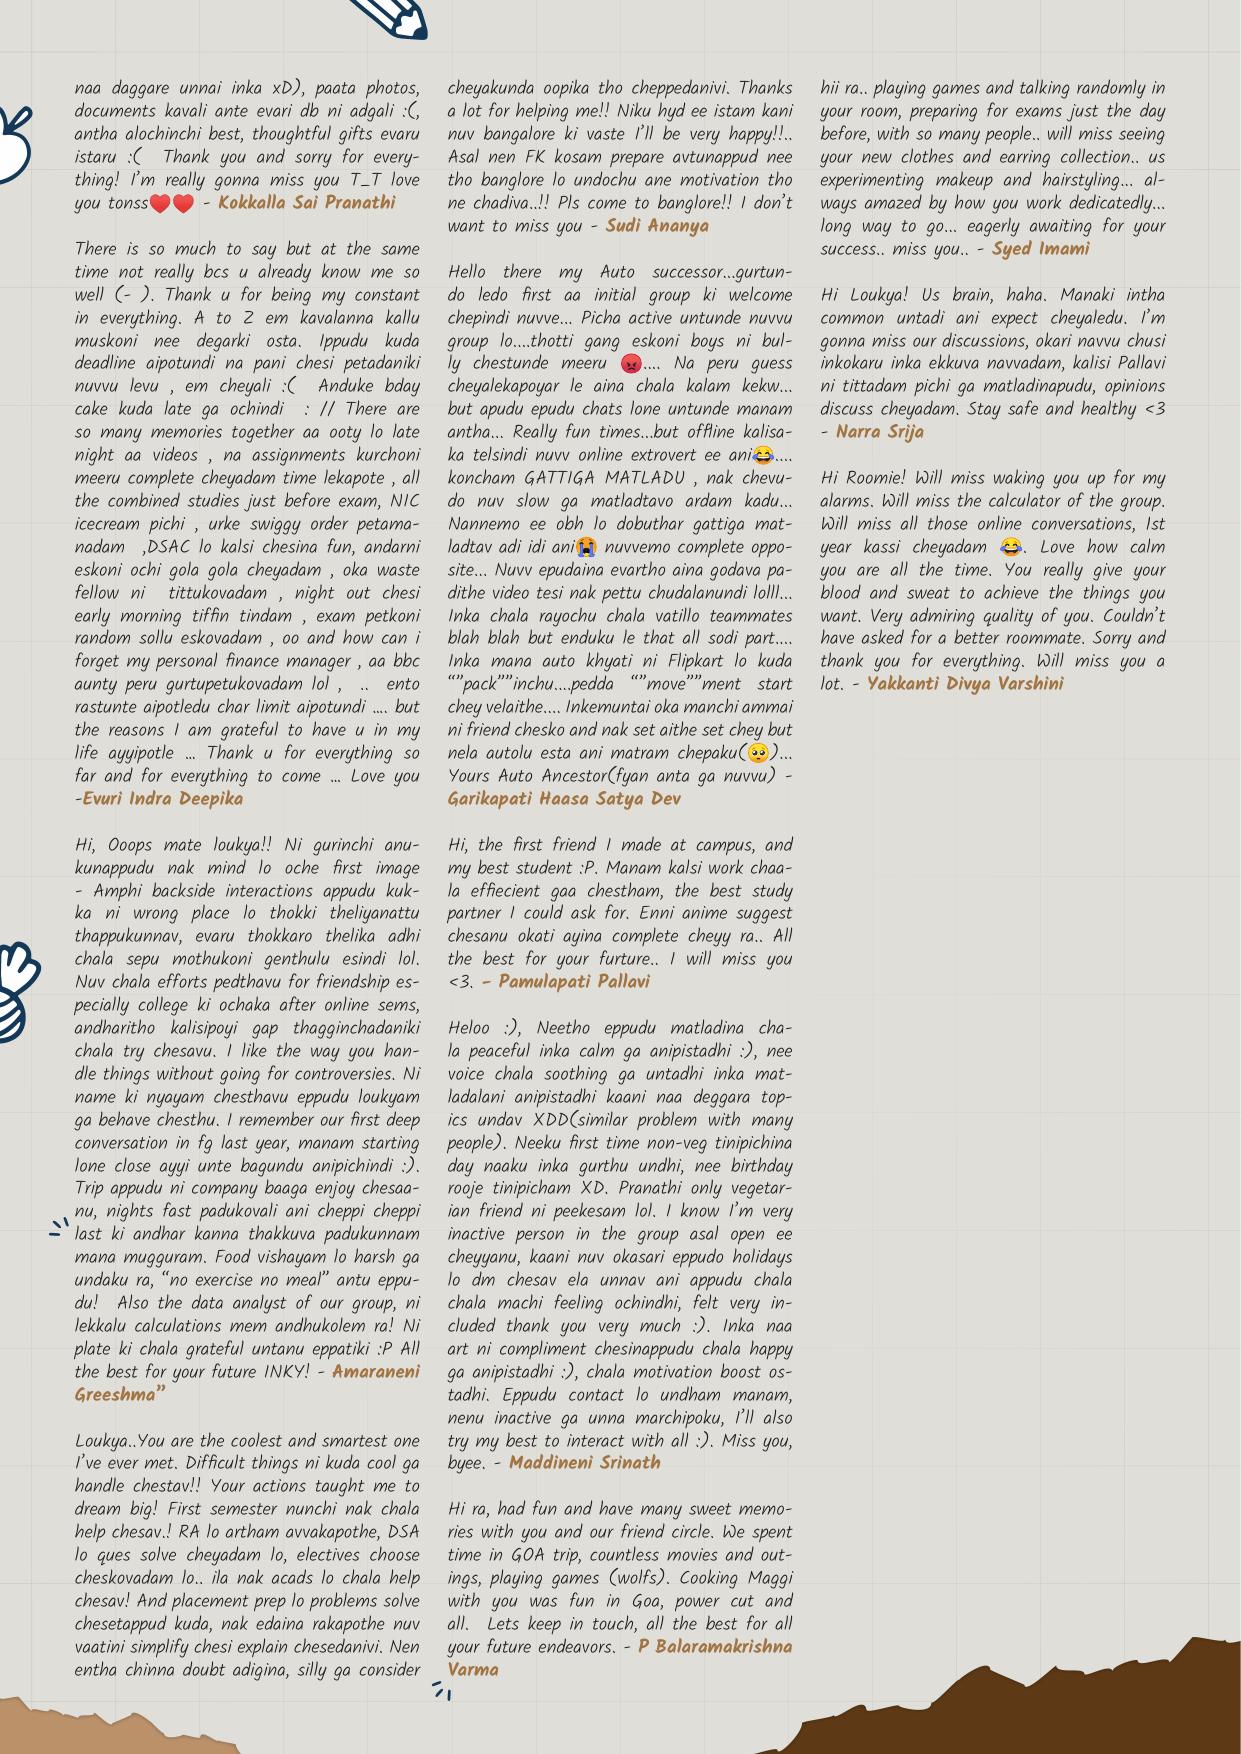 naa daggare unnai inka xD), paata photos,
documents kavali ante evari db ni adgali :(,
antha alochinchi best, thoughtful gifts evaru
istaru :(  Thank you and sorry for every-
thing! I'm really gonna miss you T_T love
you tonss❤️❤️ - Kokkalla Sai Pranathi

There is so much to say but at the same
time not really bcs u already know me so
well (- ). Thank u for being my constant
in everything. A to Z em kavalanna kallu
muskoni nee degarki osta. Ippudu kuda
deadline aipotundi na pani chesi petadaniki
nuvvu levu , em cheyali :(  Anduke bday
cake kuda late ga ochindi  : // There are
so many memories together aa ooty lo late
night aa videos , na assignments kurchoni
meeru complete cheyadam time lekapote , all
the combined studies just before exam, NIC
icecream pichi , urke swiggy order petama-
nadam  ,DSAC lo kalsi chesina fun, andarni
eskoni ochi gola gola cheyadam , oka waste
fellow ni  tittukovadam , night out chesi
early morning tiffin tindam , exam petkoni
random sollu eskovadam , oo and how can i
forget my personal finance manager , aa bbc
aunty peru gurtupetukovadam lol ,  ..  ento
rastunte aipotledu char limit aipotundi .... but
the reasons I am grateful to have u in my
life ayyipotle ... Thank u for everything so
far and for everything to come ... Love you
-Evuri Indra Deepika

Hi, Ooops mate loukya!! Ni gurinchi anu-
kunappudu nak mind lo oche first image
- Amphi backside interactions appudu kuk-
ka ni wrong place lo thokki theliyanattu
thappukunnav, evaru thokkaro thelika adhi
chala sepu mothukoni genthulu esindi lol.
Nuv chala efforts pedthavu for friendship es-
pecially college ki ochaka after online sems,
andharitho kalisipoyi gap thagginchadaniki
chala try chesavu. I like the way you han-
dle things without going for controversies. Ni
name ki nyayam chesthavu eppudu loukyam
ga behave chesthu. I remember our first deep
conversation in fg last year, manam starting
lone close ayyi unte bagundu anipichindi :).
Trip appudu ni company baaga enjoy chesaa-
nu, nights fast padukovali ani cheppi cheppi
last ki andhar kanna thakkuva padukunnam
mana mugguram. Food vishayam lo harsh ga
undaku ra, “no exercise no meal” antu eppu-
du!  Also the data analyst of our group, ni
lekkalu calculations mem andhukolem ra! Ni
plate ki chala grateful untanu eppatiki :P All
the best for your future INKY! - Amaraneni
Greeshma”

Loukya..You are the coolest and smartest one
I've ever met. Difficult things ni kuda cool ga
handle chestav!! Your actions taught me to
dream big! First semester nunchi nak chala
help chesav.! RA lo artham avvakapothe, DSA
lo ques solve cheyadam lo, electives choose
cheskovadam lo.. ila nak acads lo chala help
chesav! And placement prep lo problems solve
chesetappud kuda, nak edaina rakapothe nuv
vaatini simplify chesi explain chesedanivi. Nen
entha chinna doubt adigina, silly ga consider
cheyakunda oopika tho cheppedanivi. Thanks
a lot for helping me!! Niku hyd ee istam kani
nuv bangalore ki vaste I'll be very happy!!..
Asal nen FK kosam prepare avtunappud nee
tho banglore lo undochu ane motivation tho
ne chadiva..!! Pls come to banglore!! I don't
want to miss you - Sudi Ananya

Hello there my Auto successor...gurtun-
do ledo first aa initial group ki welcome
chepindi nuvve... Picha active untunde nuvvu
group lo....thotti gang eskoni boys ni bul-
ly chestunde meeru 😡.... Na peru guess
cheyalekapoyar le aina chala kalam kekw...
but apudu epudu chats lone untunde manam
antha... Really fun times...but offline kalisa-
ka telsindi nuvv online extrovert ee ani😂....
koncham GATTIGA MATLADU , nak chevu-
do nuv slow ga matladtavo ardam kadu...
Nannemo ee obh lo dobuthar gattiga mat-
ladtav adi idi ani😭 nuvvemo complete oppo-
site... Nuvv epudaina evartho aina godava pa-
dithe video tesi nak pettu chudalanundi lolll...
Inka chala rayochu chala vatillo teammates
blah blah but enduku le that all sodi part....
Inka mana auto khyati ni Flipkart lo kuda
“”pack””inchu....pedda “”move””ment start
chey velaithe.... Inkemuntai oka manchi ammai
ni friend chesko and nak set aithe set chey but
nela autolu esta ani matram chepaku(🥺)...
Yours Auto Ancestor(fyan anta ga nuvvu) -
Garikapati Haasa Satya Dev

Hi, the first friend I made at campus, and
my best student :P. Manam kalsi work chaa-
la effiecient gaa chestham, the best study
partner I could ask for. Enni anime suggest
chesanu okati ayina complete cheyy ra.. All
the best for your furture.. I will miss you
<3. - Pamulapati Pallavi

Heloo :), Neetho eppudu matladina cha-
la peaceful inka calm ga anipistadhi :), nee
voice chala soothing ga untadhi inka mat-
ladalani anipistadhi kaani naa deggara top-
ics undav XDD(similar problem with many
people). Neeku first time non-veg tinipichina
day naaku inka gurthu undhi, nee birthday
rooje tinipicham XD. Pranathi only vegetar-
ian friend ni peekesam lol. I know I'm very
inactive person in the group asal open ee
cheyyanu, kaani nuv okasari eppudo holidays
lo dm chesav ela unnav ani appudu chala
chala machi feeling ochindhi, felt very in-
cluded thank you very much :). Inka naa
art ni compliment chesinappudu chala happy
ga anipistadhi :), chala motivation boost os-
tadhi. Eppudu contact lo undham manam,
nenu inactive ga unna marchipoku, I'll also
try my best to interact with all :). Miss you,
byee. - Maddineni Srinath

Hi ra, had fun and have many sweet memo-
ries with you and our friend circle. We spent
time in GOA trip, countless movies and out-
ings, playing games (wolfs). Cooking Maggi
with you was fun in Goa, power cut and
all.  Lets keep in touch, all the best for all
your future endeavors. - P Balaramakrishna
Varma

hii ra.. playing games and talking randomly in
your room, preparing for exams just the day
before, with so many people.. will miss seeing
your new clothes and earring collection.. us
experimenting makeup and hairstyling... al-
ways amazed by how you work dedicatedly...
long way to go... eagerly awaiting for your
success.. miss you.. - Syed Imami

Hi Loukya! Us brain, haha. Manaki intha
common untadi ani expect cheyaledu. I'm
gonna miss our discussions, okari navvu chusi
inkokaru inka ekkuva navvadam, kalisi Pallavi
ni tittadam pichi ga matladinapudu, opinions
discuss cheyadam. Stay safe and healthy <3
- Narra Srija

Hi Roomie! Will miss waking you up for my
alarms. Will miss the calculator of the group.
Will miss all those online conversations, 1st
year kassi cheyadam 😂. Love how calm
you are all the time. You really give your
blood and sweat to achieve the things you
want. Very admiring quality of you. Couldn't
have asked for a better roommate. Sorry and
thank you for everything. Will miss you a
lot. - Yakkanti Divya Varshini